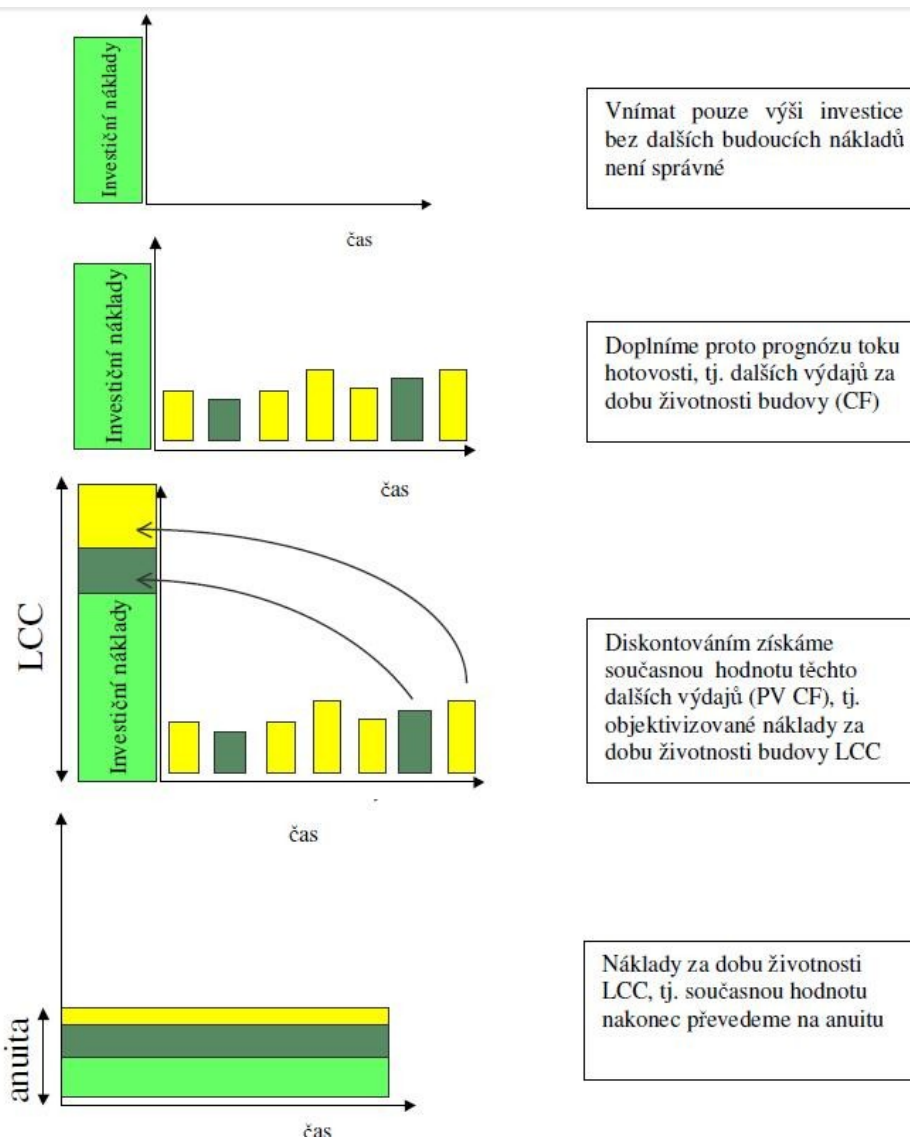 Investiční náklady
čas
Vnímat pouze výši investice
bez dalších budoucích nákladů
není správné
Investiční náklady
čas
Doplníme proto prognózu toku
hotovosti, tj. dalších výdajů za
dobu životnosti budovy (CF)
LCC
Investiční náklady
čas
Diskontováním získáme
současnou hodnotu těchto
dalších výdajů (PV CF), tj.
objektivizované náklady za
dobu životnosti budovy LCC
anuita
čas
Náklady za dobu životnosti
LCC, tj. současnou hodnotu
nakonec převedeme na anuitu